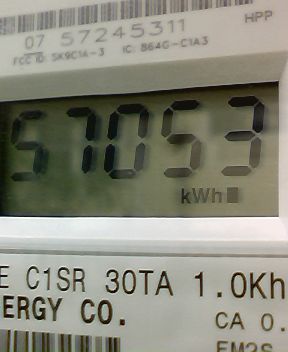 HPP
07 57245311
FCC ID: SK9C1A-3 IC: 864G-C1A3
57053
kWh
E C1SR 30TA 1.0Kh
ERGY CO.
CA 0.